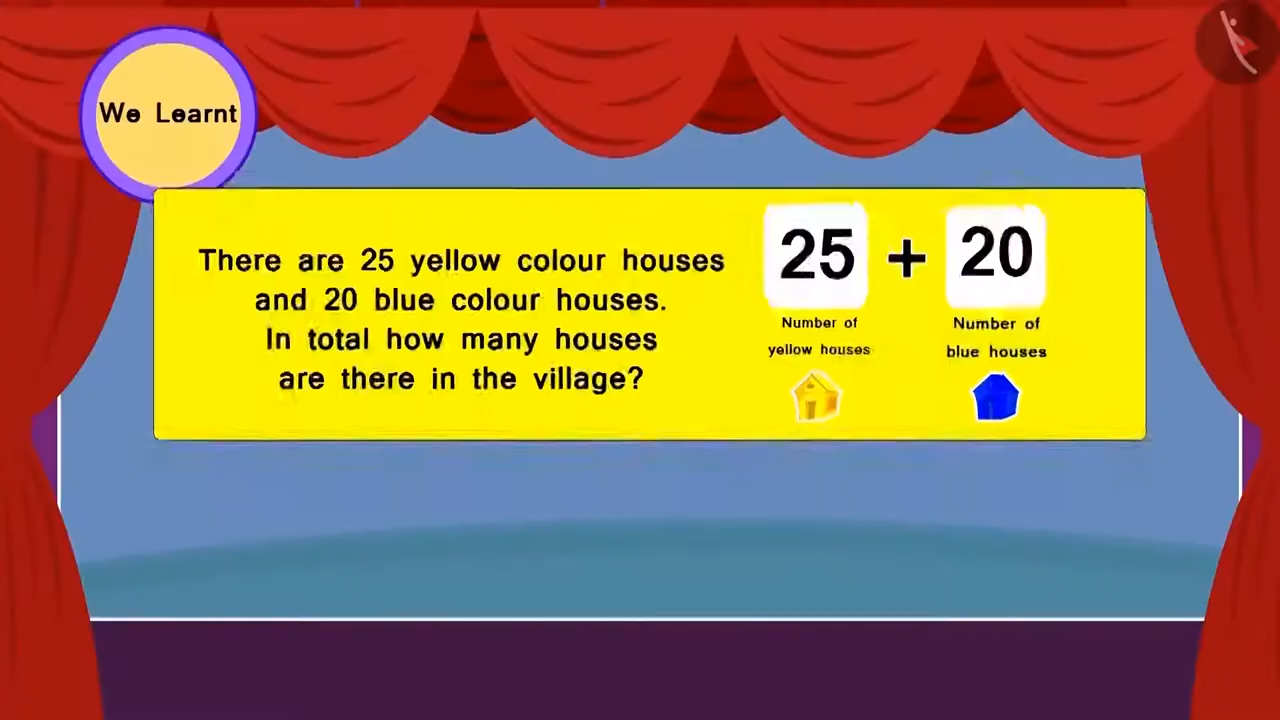 We Learnt
There are 25 yellow colour houses
and 20 blue colour houses.
In total how many houses
are there in the village?
25 + 20
Number of
yellow houses
Number of
blue houses